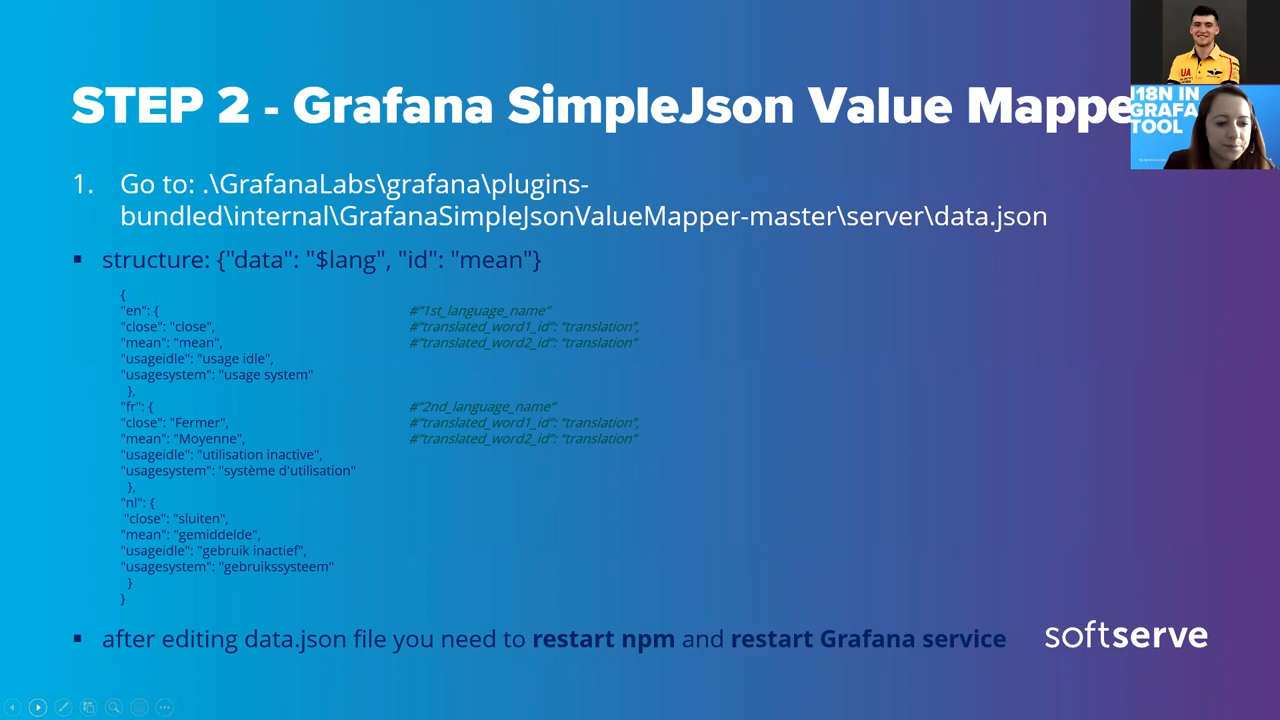 STEP 2 - Grafana SimpleJson Value Mappe
UA
I18N IN
GRAFA
TOOL
1. Go to: .\GrafanaLabs\grafana\plugins-
bundled\internal\GrafanaSimpleJsonValueMapper-master\server\data.json
▪ structure: {"data": "$lang", "id": "mean"}
{
"en": { #"1st_language_name"
"close": "close", #"translated_word1_id": "translation",
"mean": "mean", #"translated_word2_id": "translation"
"usageidle": "usage idle",
"usagesystem": "usage system"
},
"fr": { #"2nd_language_name"
"close": "Fermer", #"translated_word1_id": "translation",
"mean": "Moyenne", #"translated_word2_id": "translation"
"usageidle": "utilisation inactive",
"usagesystem": "système d'utilisation"
},
"nl": {
"close": "sluiten",
"mean": "gemiddelde",
"usageidle": "gebruik inactief",
"usagesystem": "gebruikssysteem"
}
}
▪ after editing data.json file you need to restart npm and restart Grafana service
softserve